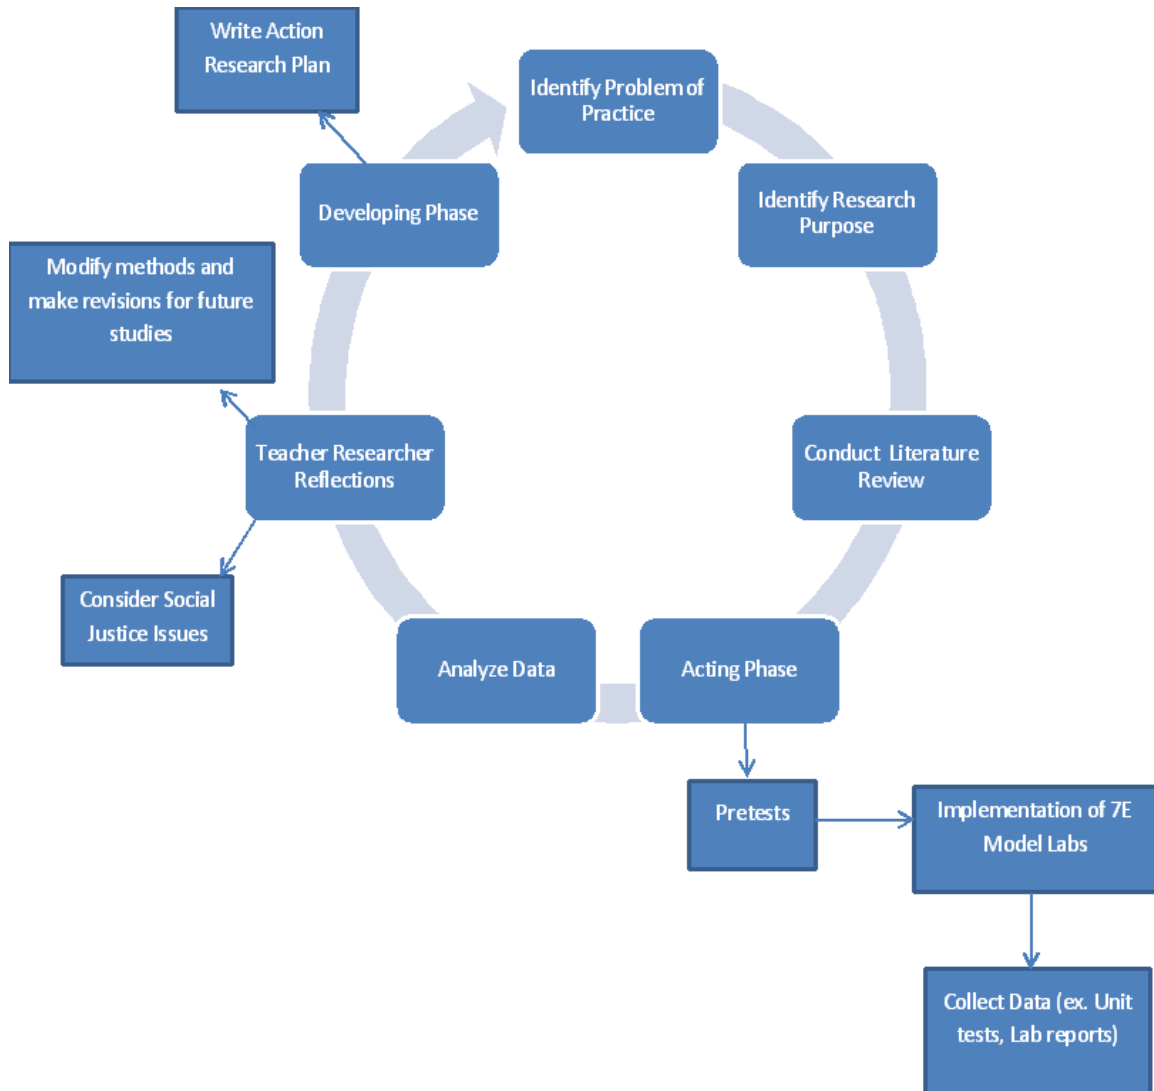 Write Action
Research Plan
Identify Problem of
Practice
Identify Research
Purpose
Developing Phase
Modify methods and
make revisions for future
studies
Teacher Researcher
Reflections
Conduct Literature
Review
Consider Social
Justice Issues
Analyze Data
Acting Phase
Pretests
Implementation of 7E
Model Labs
Collect Data (ex. Unit
tests, Lab reports)